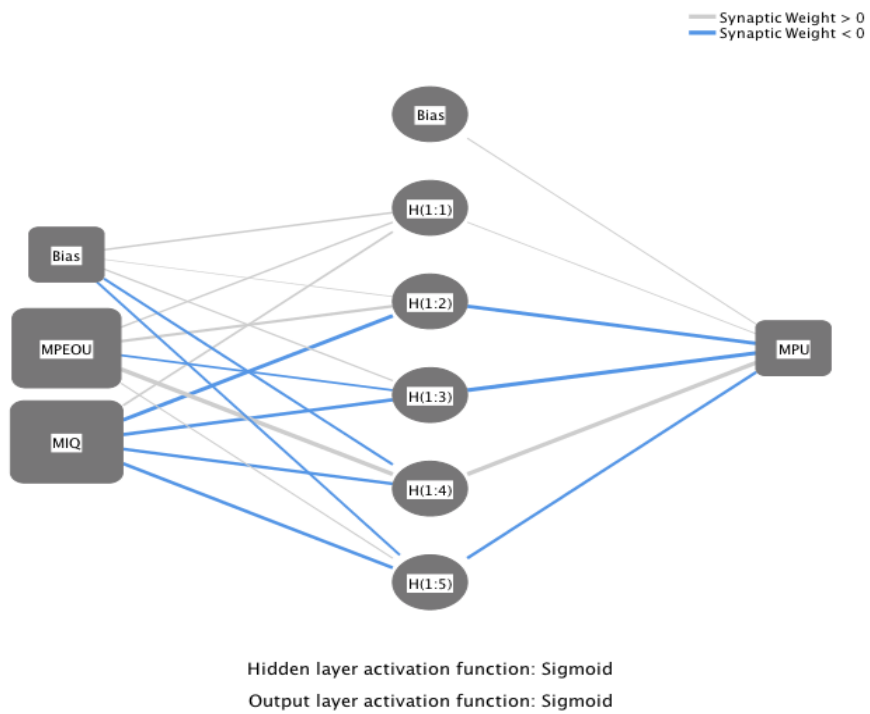 Synaptic Weight > 0
Synaptic Weight < 0
Bias
H(1:1)
Bias
H(1:2)
MPEOU
MPU
H(1:3)
MIQ
H(1:4)
H(1:5)
Hidden layer activation function: Sigmoid
Output layer activation function: Sigmoid